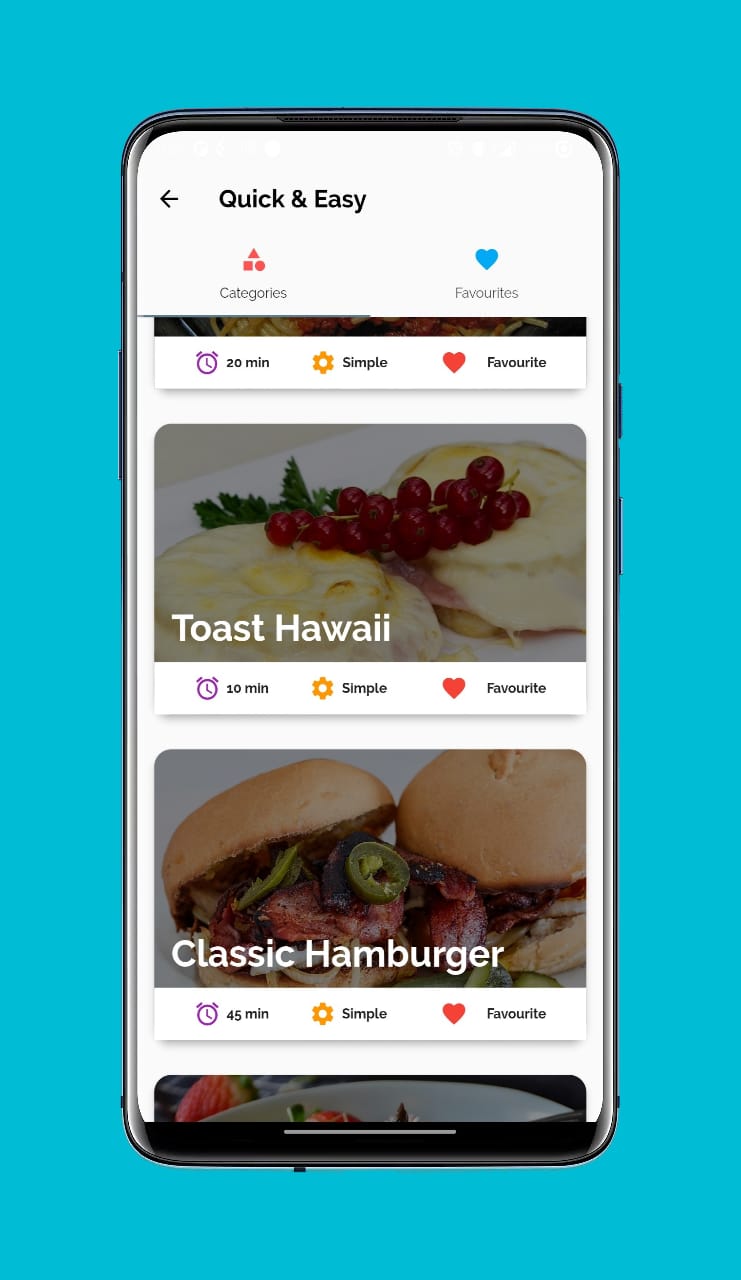 Quick & Easy
Categories
Favourites
20 min
Simple
Favourite
Toast Hawaii
10 min
Simple
Favourite
Classic Hamburger
45 min
Simple
Favourite